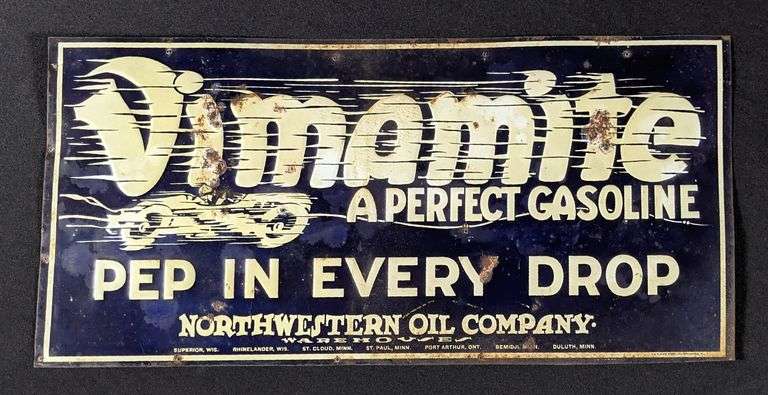 Vimamite
A PERFECT GASOLINE
PEP IN EVERY DROP
NORTHWESTERN OIL COMPANY.
WAREHOUSES
SUPERIOR, WIS. RHINELANDER, WIS. ST. CLOUD, MINN. ST. PAUL, MINN. PORT ARTHUR, ONT. BEMIDJI, MINN. DULUTH, MINN.